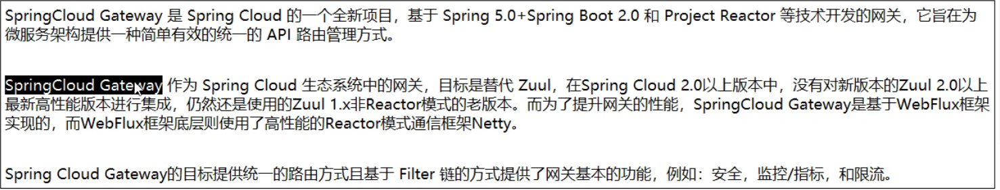 SpringCloud Gateway 是 Spring Cloud 的一个全新项目，基于 Spring 5.0+Spring Boot 2.0 和 Project Reactor 等技术开发的网关，它旨在为
微服务架构提供一种简单有效的统一的 API 路由管理方式。
SpringCloud Gateway 作为 Spring Cloud 生态系统中的网关，目标是替代 Zuul，在Spring Cloud 2.0以上版本中，没有对新版本的Zuul 2.0以上
最新高性能版本进行集成，仍然还是使用的Zuul 1.x非Reactor模式的老版本。而为了提升网关的性能，SpringCloud Gateway是基于WebFlux框架
实现的，而WebFlux框架底层则使用了高性能的Reactor模式通信框架Netty。
Spring Cloud Gateway的目标提供统一的路由方式且基于 Filter 链的方式提供了网关基本的功能，例如：安全，监控/指标，和限流。